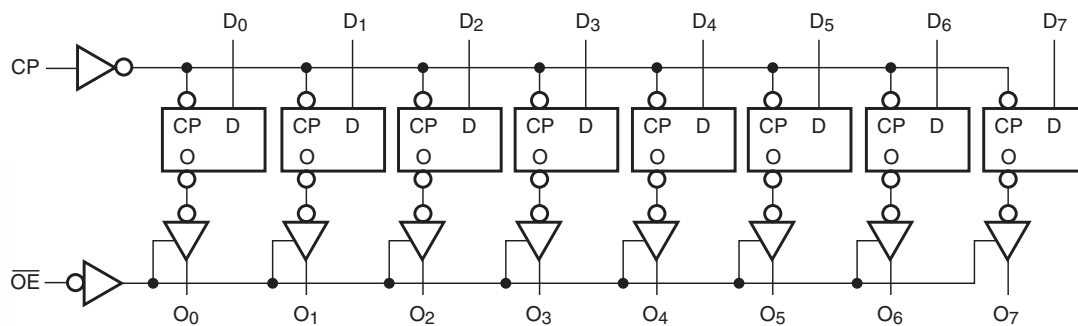 D0 D1 D2 D3 D4 D5 D6 D7
CP
CP D CP D CP D CP D CP D CP D CP D CP D
O O O O O O O O
O̅E̅
O0 O1 O2 O3 O4 O5 O6 O7